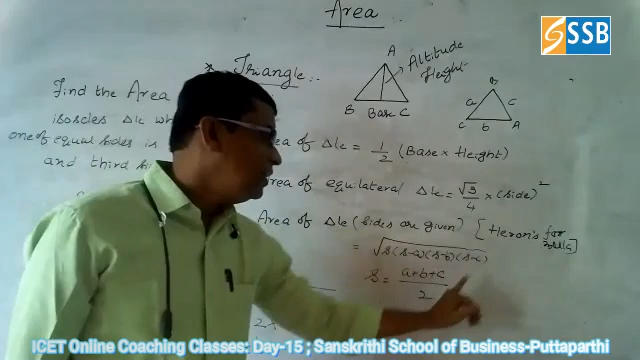 Area
SSB
* Triangle :-
A
Altitude
Height
B Base C
B
a c
c b A
Find the Area
isosceles Δle wh
one of equal sides is
and third si
Area of Δle = 1/2 (Base × Height)
Area of equilateral Δle = √3/4 × (side)²
Area of Δle (sides are given) [Heron's formula]
= √s(s-a)(s-b)(s-c)
s = a+b+c/2
ICET Online Coaching Classes: Day-15 ; Sanskrithi School of Business-Puttaparthi